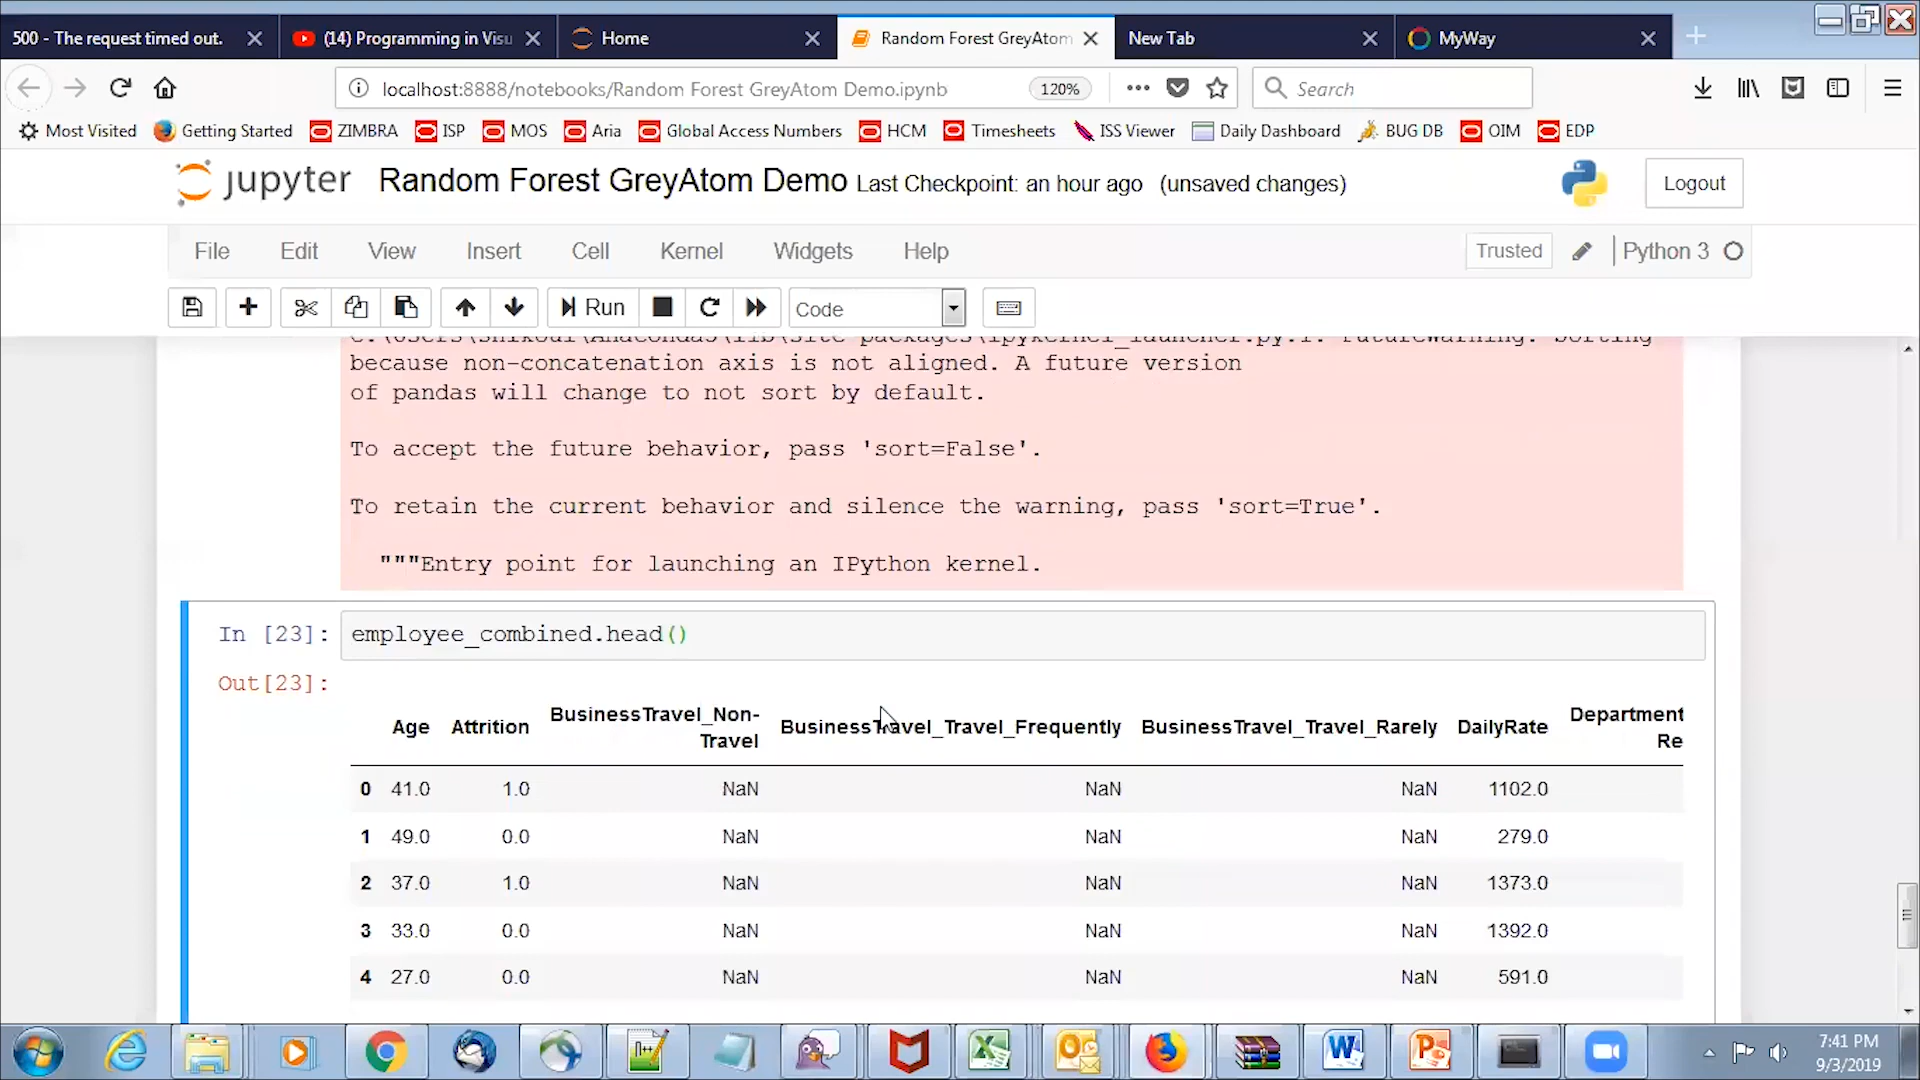 500 - The request timed out.
(14) Programming in Visu
Home
Random Forest GreyAtom
New Tab
MyWay
localhost:8888/notebooks/Random Forest GreyAtom Demo.ipynb
120%
Search
Most Visited
Getting Started
ZIMBRA
ISP
MOS
Aria
Global Access Numbers
HCM
Timesheets
ISS Viewer
Daily Dashboard
BUG DB
OIM
EDP
jupyter
Random Forest GreyAtom Demo
Last Checkpoint: an hour ago
(unsaved changes)
Logout
File
Edit
View
Insert
Cell
Kernel
Widgets
Help
Trusted
Python 3
Run
Code
because non-concatenation axis is not aligned. A future version
of pandas will change to not sort by default.
To accept the future behavior, pass 'sort=False'.
To retain the current behavior and silence the warning, pass 'sort=True'.
"""Entry point for launching an IPython kernel.
In [23]:
employee_combined.head()
Out[23]:
Age Attrition BusinessTravel_Non-
Travel BusinessTravel_Travel_Frequently BusinessTravel_Travel_Rarely DailyRate Department
Re
0 41.0 1.0 NaN NaN NaN 1102.0
1 49.0 0.0 NaN NaN NaN 279.0
2 37.0 1.0 NaN NaN NaN 1373.0
3 33.0 0.0 NaN NaN NaN 1392.0
4 27.0 0.0 NaN NaN NaN 591.0
7:41 PM
9/3/2019